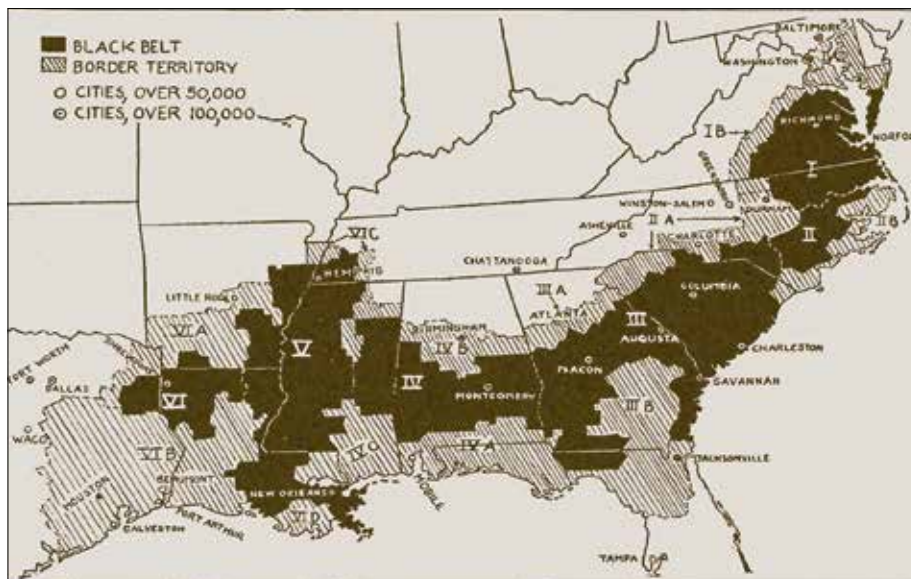 BLACK BELT
BORDER TERRITORY
CITIES, OVER 50,000
CITIES, OVER 100,000
BALTIMORE
WASHINGTON
I B
RICHMOND
NORFOL
GREENSBORO
I
WINSTON-SALEM
DURHAM
II A
II B
ASHEVILLE
CHARLOTTE
II
VI C
MEMPHIS
CHATTANOOGA
LITTLE ROCK
III A
COLUMBIA
ATLANTA
VI A
BIRMINGHAM
III
V
IV B
AUGUSTA
CHARLESTON
FORT WORTH
SHREVEPORT
DALLAS
MACON
IV
VI
MONTGOMERY
SAVANNAH
III B
WACO
VI B
IV C
IV A
BEAUMONT
JACKSONVILLE
HOUSTON
NEW ORLEANS
MOBILE
PORT ARTHUR
GALVESTON
TAMPA